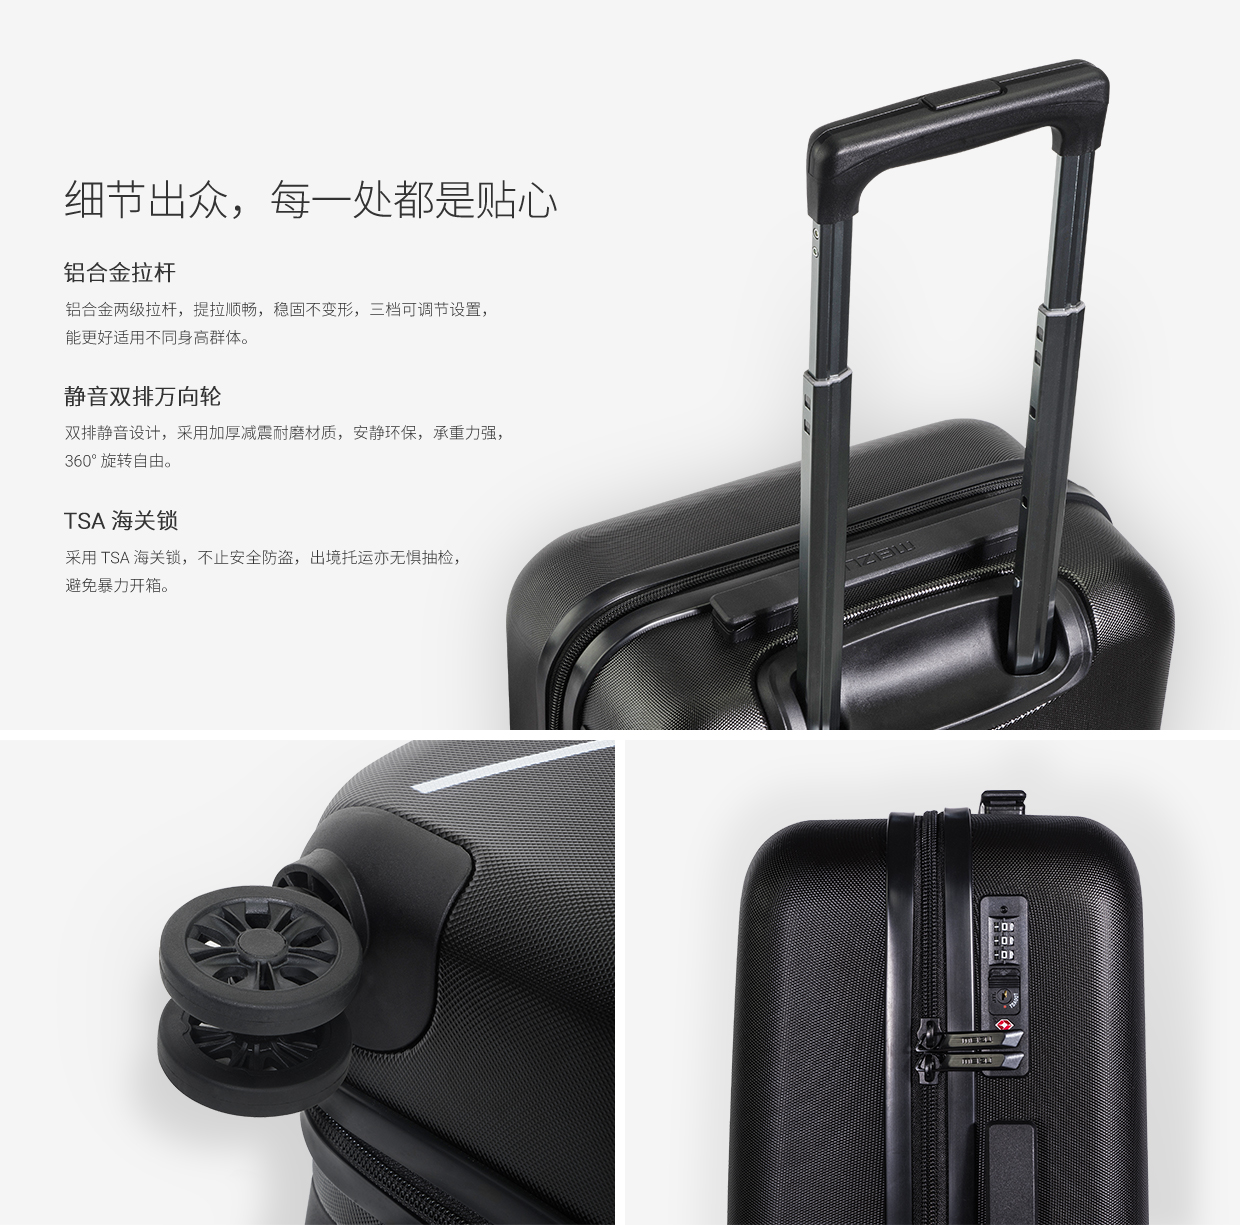 细节出众，每一处都是贴心
铝合金拉杆
铝合金两级拉杆，提拉顺畅，稳固不变形，三档可调节设置，
能更好适用不同身高群体。
静音双排万向轮
双排静音设计，采用加厚减震耐磨材质，安静环保，承重力强，
360° 旋转自由。
TSA 海关锁
采用 TSA 海关锁，不止安全防盗，出境托运亦无惧抽检，
避免暴力开箱。
MEIZU
MEIZU